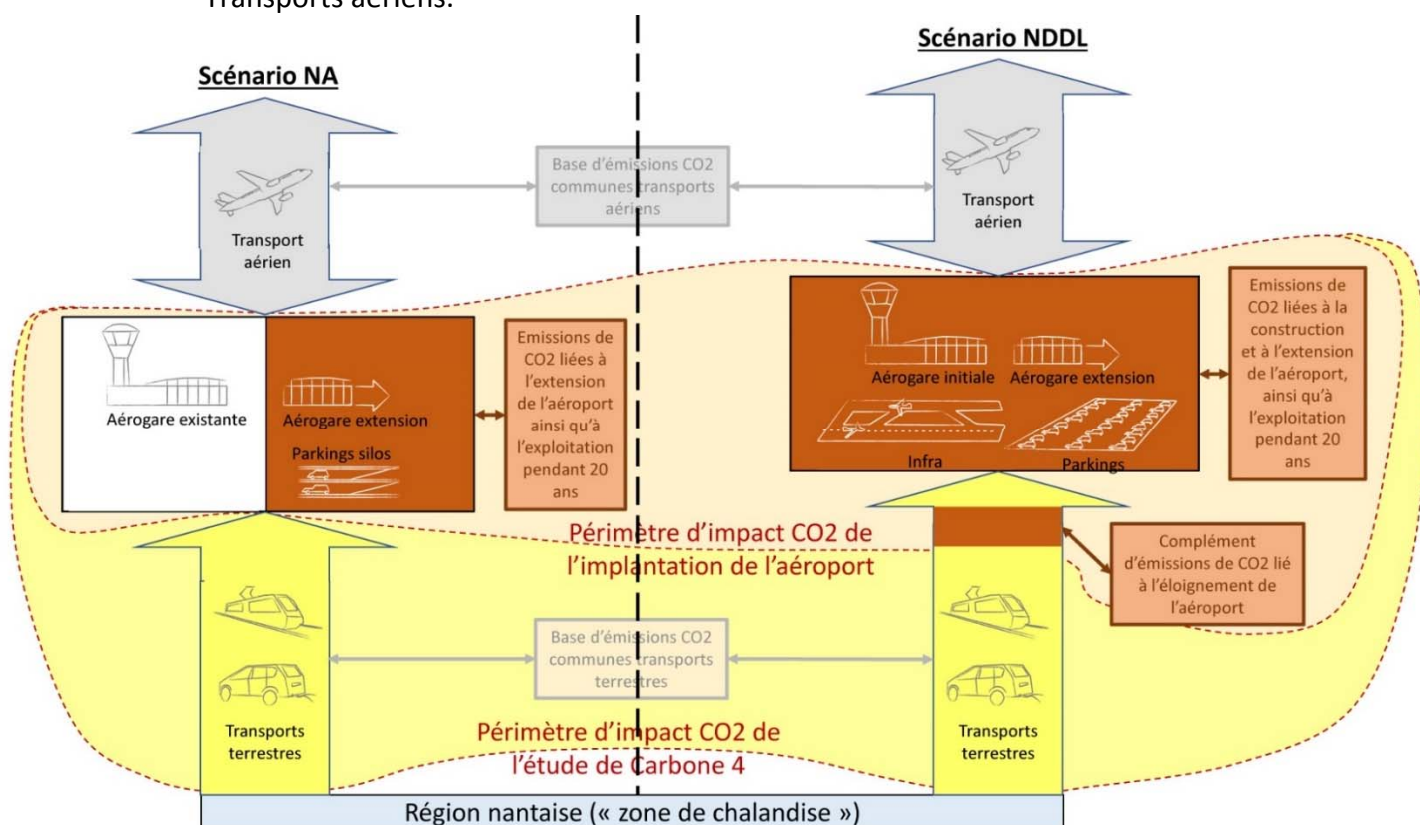 Transports aériens.
Scénario NA
Scénario NDDL
Base d'émissions CO2
communes transports
aériens
Transport
aérien
Transport
aérien
Aérogare existante
Aérogare extension
Parkings silos
Emissions de
CO2 liées à
l'extension
de l'aéroport
ainsi qu'à
l'exploitation
pendant 20
ans
Aérogare initiale
Aérogare extension
Infra
Parkings
Emissions de
CO2 liées à la
construction
et à l'extension
de l'aéroport,
ainsi qu'à
l'exploitation
pendant 20
ans
Périmètre d'impact CO2 de
l'implantation de l'aéroport
Complément
d'émissions de CO2 lié
à l'éloignement de
l'aéroport
Base d'émissions CO2
communes transports
terrestres
Transports
terrestres
Périmètre d'impact CO2 de
l'étude de Carbone 4
Transports
terrestres
Région nantaise (« zone de chalandise »)